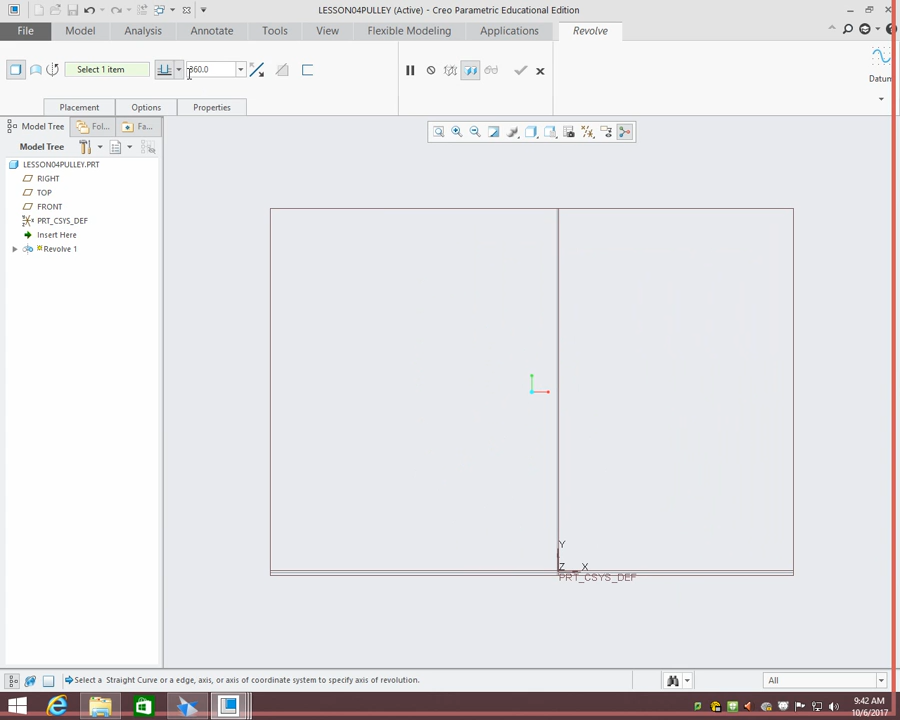 LESSON04PULLEY (Active) - Creo Parametric Educational Edition
File Model Analysis Annotate Tools View Flexible Modeling Applications Revolve
Select 1 item 360.0 Datum
Placement Options Properties
Model Tree Fol... Fa...
Model Tree
LESSON04PULLEY.PRT
RIGHT
TOP
FRONT
PRT_CSYS_DEF
Insert Here
Revolve 1
Y
Z X
PRT_CSYS_DEF
Select a Straight Curve or a edge, axis, or axis of coordinate system to specify axis of revolution. All
9:42 AM
10/6/2017